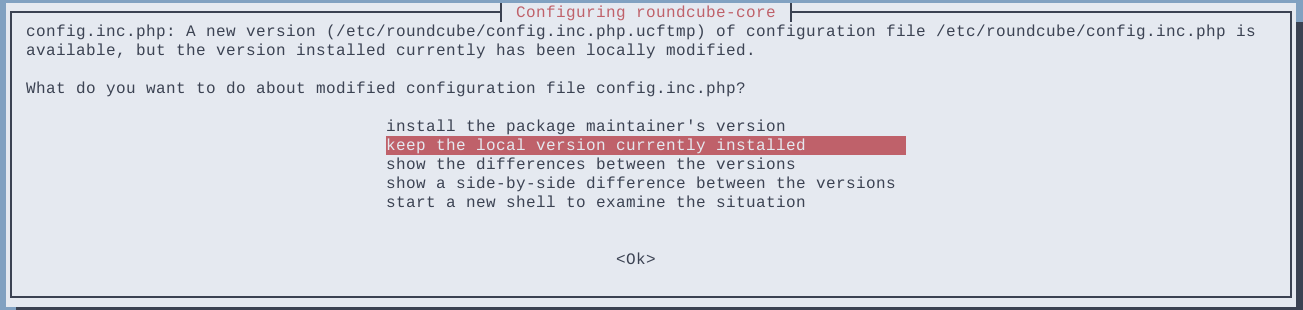 Configuring roundcube-core
config.inc.php: A new version (/etc/roundcube/config.inc.php.ucftmp) of configuration file /etc/roundcube/config.inc.php is
available, but the version installed currently has been locally modified.
What do you want to do about modified configuration file config.inc.php?
install the package maintainer's version
keep the local version currently installed
show the differences between the versions
show a side-by-side difference between the versions
start a new shell to examine the situation
<Ok>